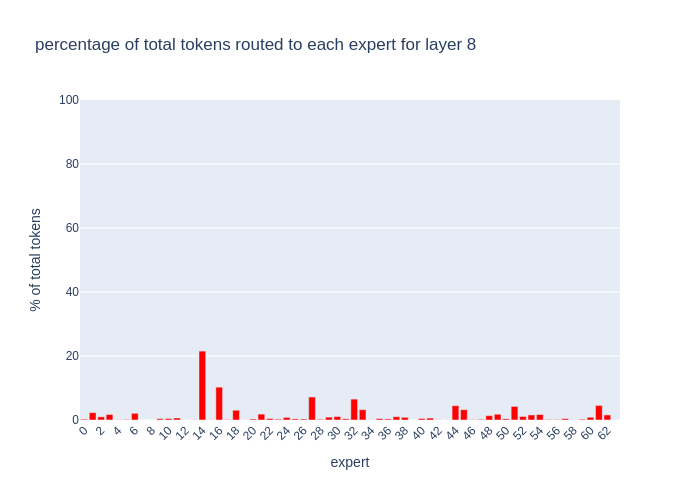 percentage of total tokens routed to each expert for layer 8
100
80
60
40
20
0
% of total tokens
0 2 4 6 8 10 12 14 16 18 20 22 24 26 28 30 32 34 36 38 40 42 44 46 48 50 52 54 56 58 60 62
expert